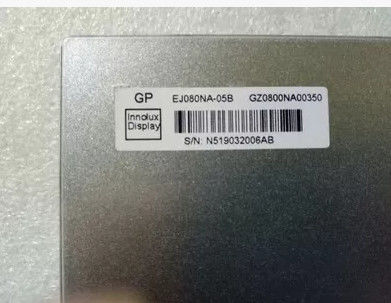 GP EJ080NA-05B GZ0800NA00350
Innolux
Display
S/N: N519032006AB